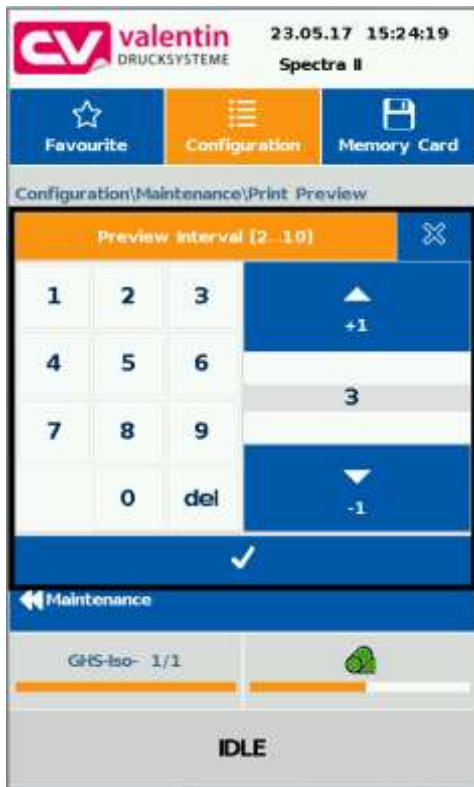 CV valentin
DRUCKSYSTEME
23.05.17 15:24:19
Spectra II
Favourite
Configuration
Memory Card
Configuration\Maintenance\Print Preview
Preview Interval [2..10]
1 2 3
+1
4 5 6
3
7 8 9
0 del
-1
Maintenance
GHS-Iso- 1/1
IDLE